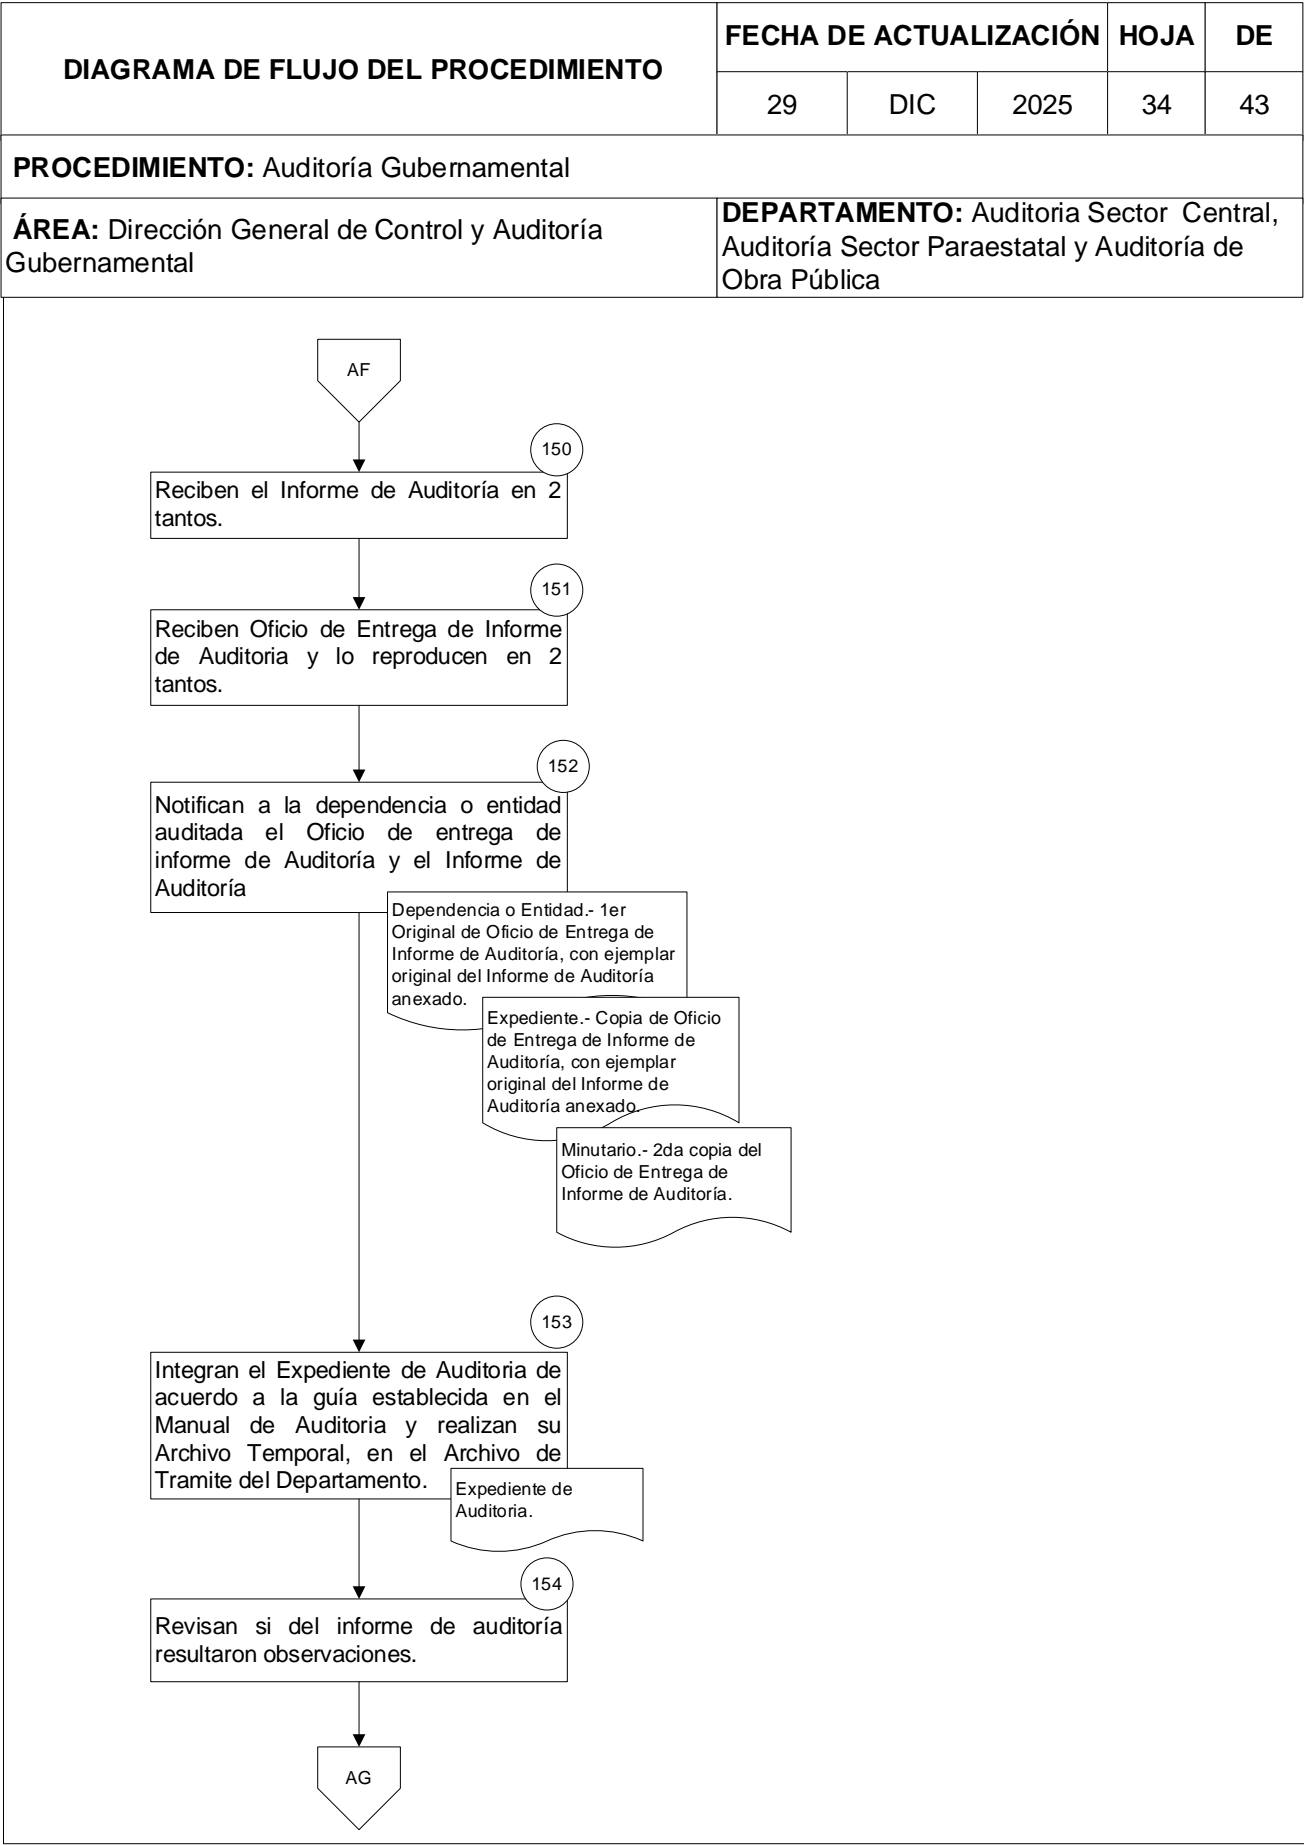 DIAGRAMA DE FLUJO DEL PROCEDIMIENTO
FECHA DE ACTUALIZACIÓN HOJA DE
29 DIC 2025 34 43
PROCEDIMIENTO: Auditoría Gubernamental
ÁREA: Dirección General de Control y Auditoría
Gubernamental
DEPARTAMENTO: Auditoria Sector Central,
Auditoría Sector Paraestatal y Auditoría de
Obra Pública
AF
150
Reciben el Informe de Auditoría en 2
tantos.
151
Reciben Oficio de Entrega de Informe
de Auditoria y lo reproducen en 2
tantos.
152
Notifican a la dependencia o entidad
auditada el Oficio de entrega de
informe de Auditoría y el Informe de
Auditoría
Dependencia o Entidad.- 1er
Original de Oficio de Entrega de
Informe de Auditoría, con ejemplar
original del Informe de Auditoría
anexado.
Expediente.- Copia de Oficio
de Entrega de Informe de
Auditoría, con ejemplar
original del Informe de
Auditoría anexado.
Minutario.- 2da copia del
Oficio de Entrega de
Informe de Auditoría.
153
Integran el Expediente de Auditoria de
acuerdo a la guía establecida en el
Manual de Auditoria y realizan su
Archivo Temporal, en el Archivo de
Tramite del Departamento.
Expediente de
Auditoria.
154
Revisan si del informe de auditoría
resultaron observaciones.
AG